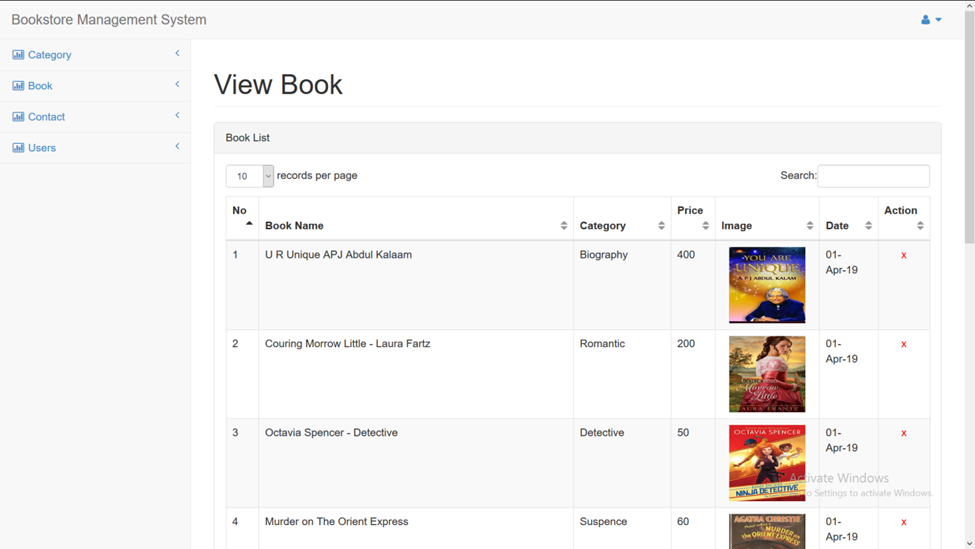 Bookstore Management System
Category
Book
Contact
Users
View Book
Book List
10 records per page
Search:
No Book Name Category Price Image Date Action
1 U R Unique APJ Abdul Kalaam Biography 400 01-Apr-19 x
YOU ARE
UNIQUE
A P J ABDUL KALAM
2 Couring Morrow Little - Laura Fartz Romantic 200 01-Apr-19 x
Morrow
Little
LAURA FRANTZ
3 Octavia Spencer - Detective Detective 50 01-Apr-19 x
OCTAVIA SPENCER
NINJA DETECTIVE
Activate Windows
to Settings to activate Windows.
4 Murder on The Orient Express Suspence 60 01-Apr-19 x
AGATHA CHRISTIE
MURDER
on the
ORIENT EXPRESS